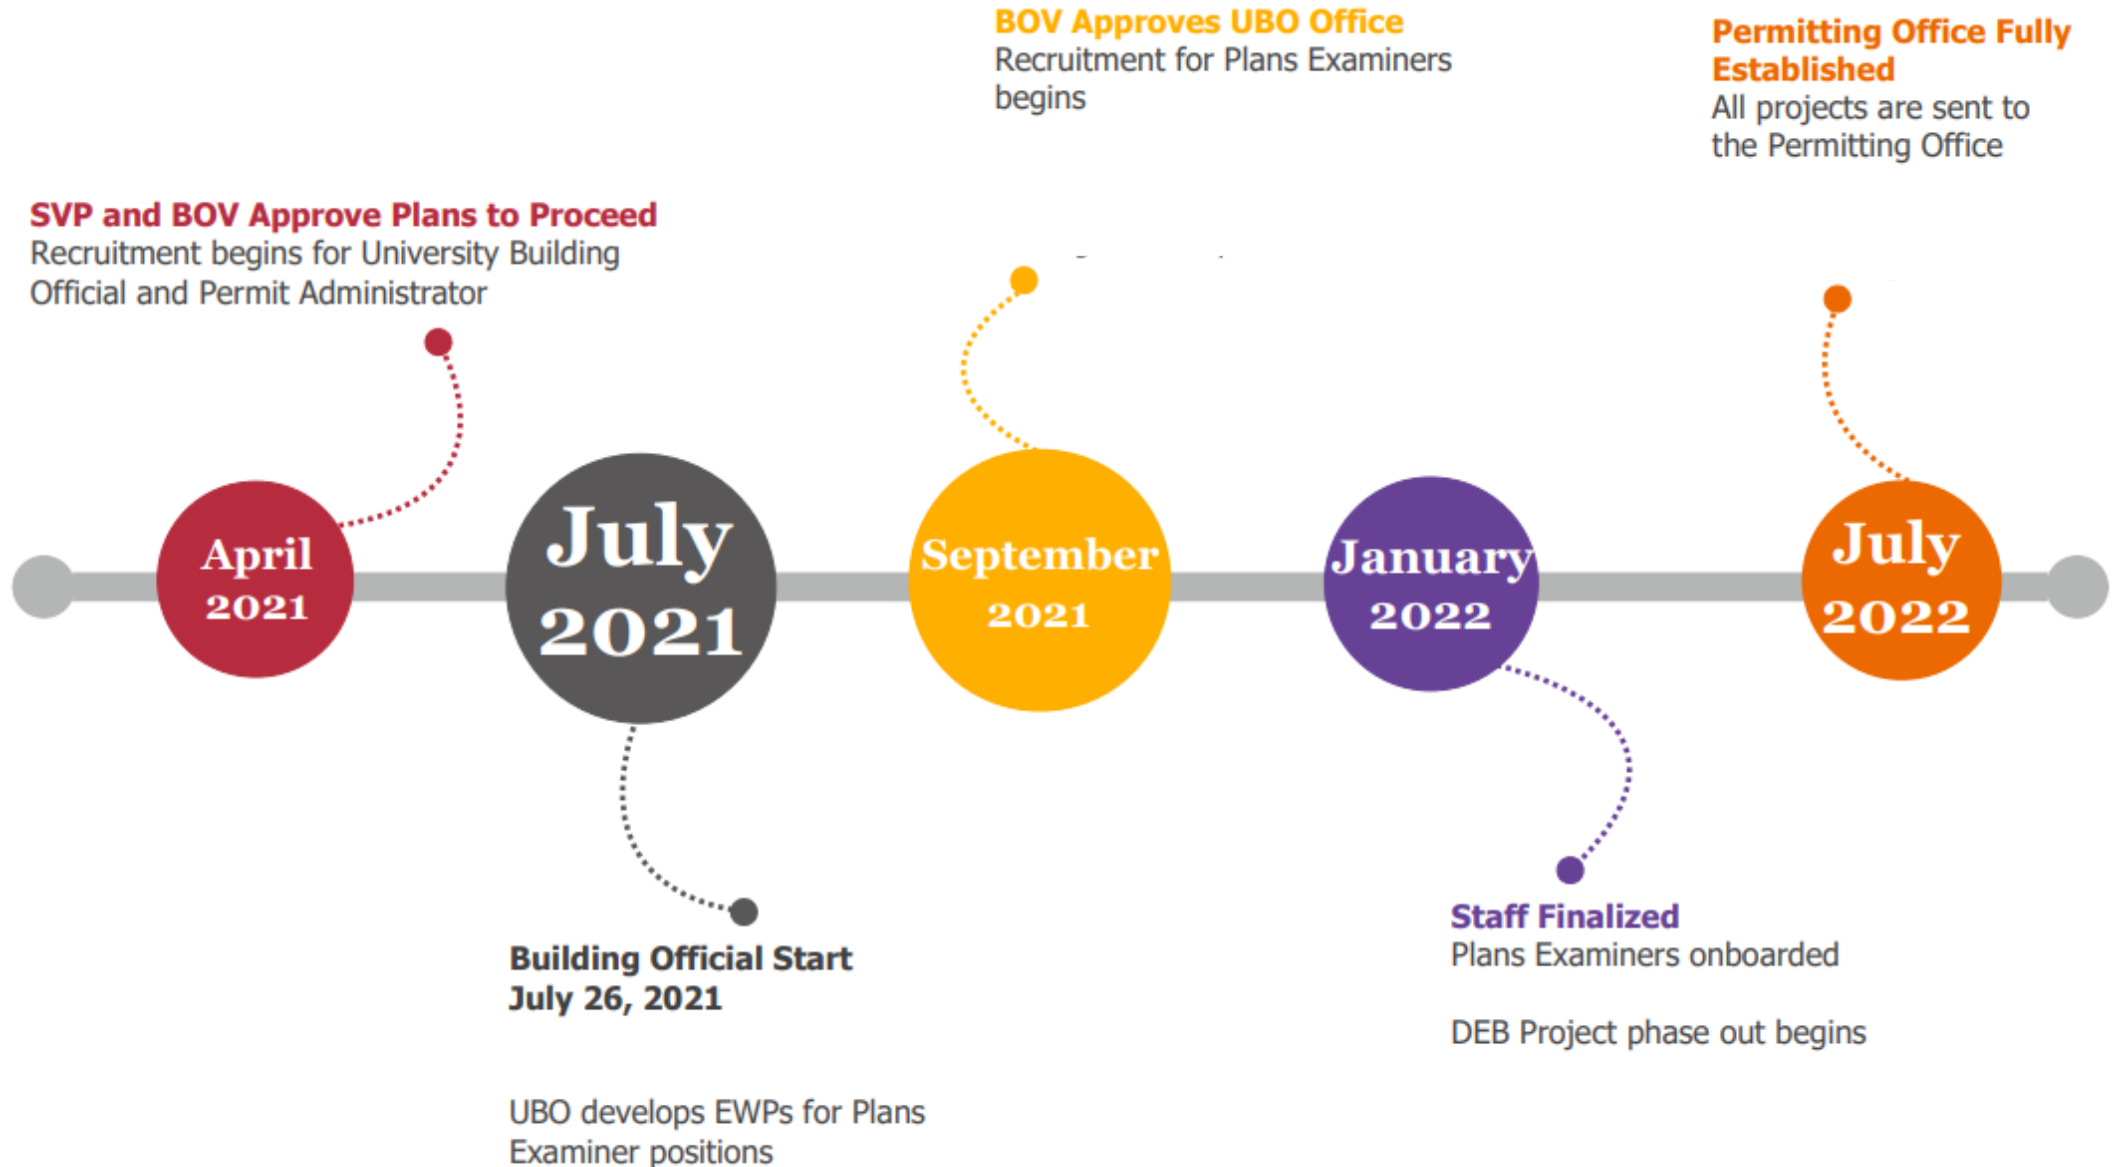 BOV Approves UBO Office
Recruitment for Plans Examiners
begins
Permitting Office Fully
Established
All projects are sent to
the Permitting Office
SVP and BOV Approve Plans to Proceed
Recruitment begins for University Building
Official and Permit Administrator
April
2021
July
2021
September
2021
January
2022
July
2022
Building Official Start
July 26, 2021
UBO develops EWPs for Plans
Examiner positions
Staff Finalized
Plans Examiners onboarded
DEB Project phase out begins